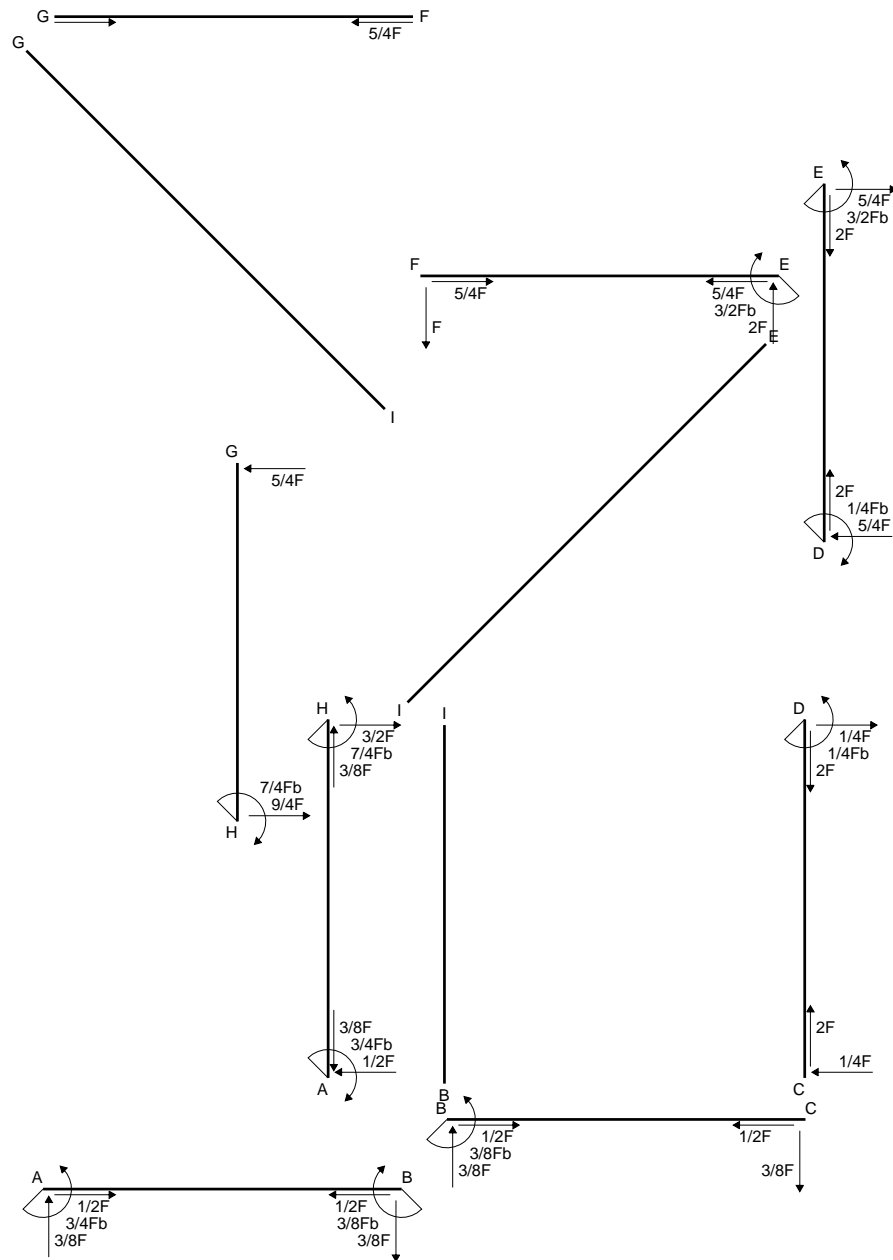 G F
5/4F
G
E
5/4F
3/2Fb
2F
F E
5/4F 5/4F
3/2Fb
F 2F
E
I
G
5/4F
2F
1/4Fb
5/4F
D
7/4Fb
9/4F
H
H
3/2F
7/4Fb
3/8F
I I
D
1/4F
1/4Fb
2F
3/8F
3/4Fb
1/2F
A
2F
1/4F
C
B
B C
1/2F 1/2F
3/8Fb
3/8F 3/8F
A B
1/2F 1/2F
3/4Fb 3/8Fb
3/8F 3/8F